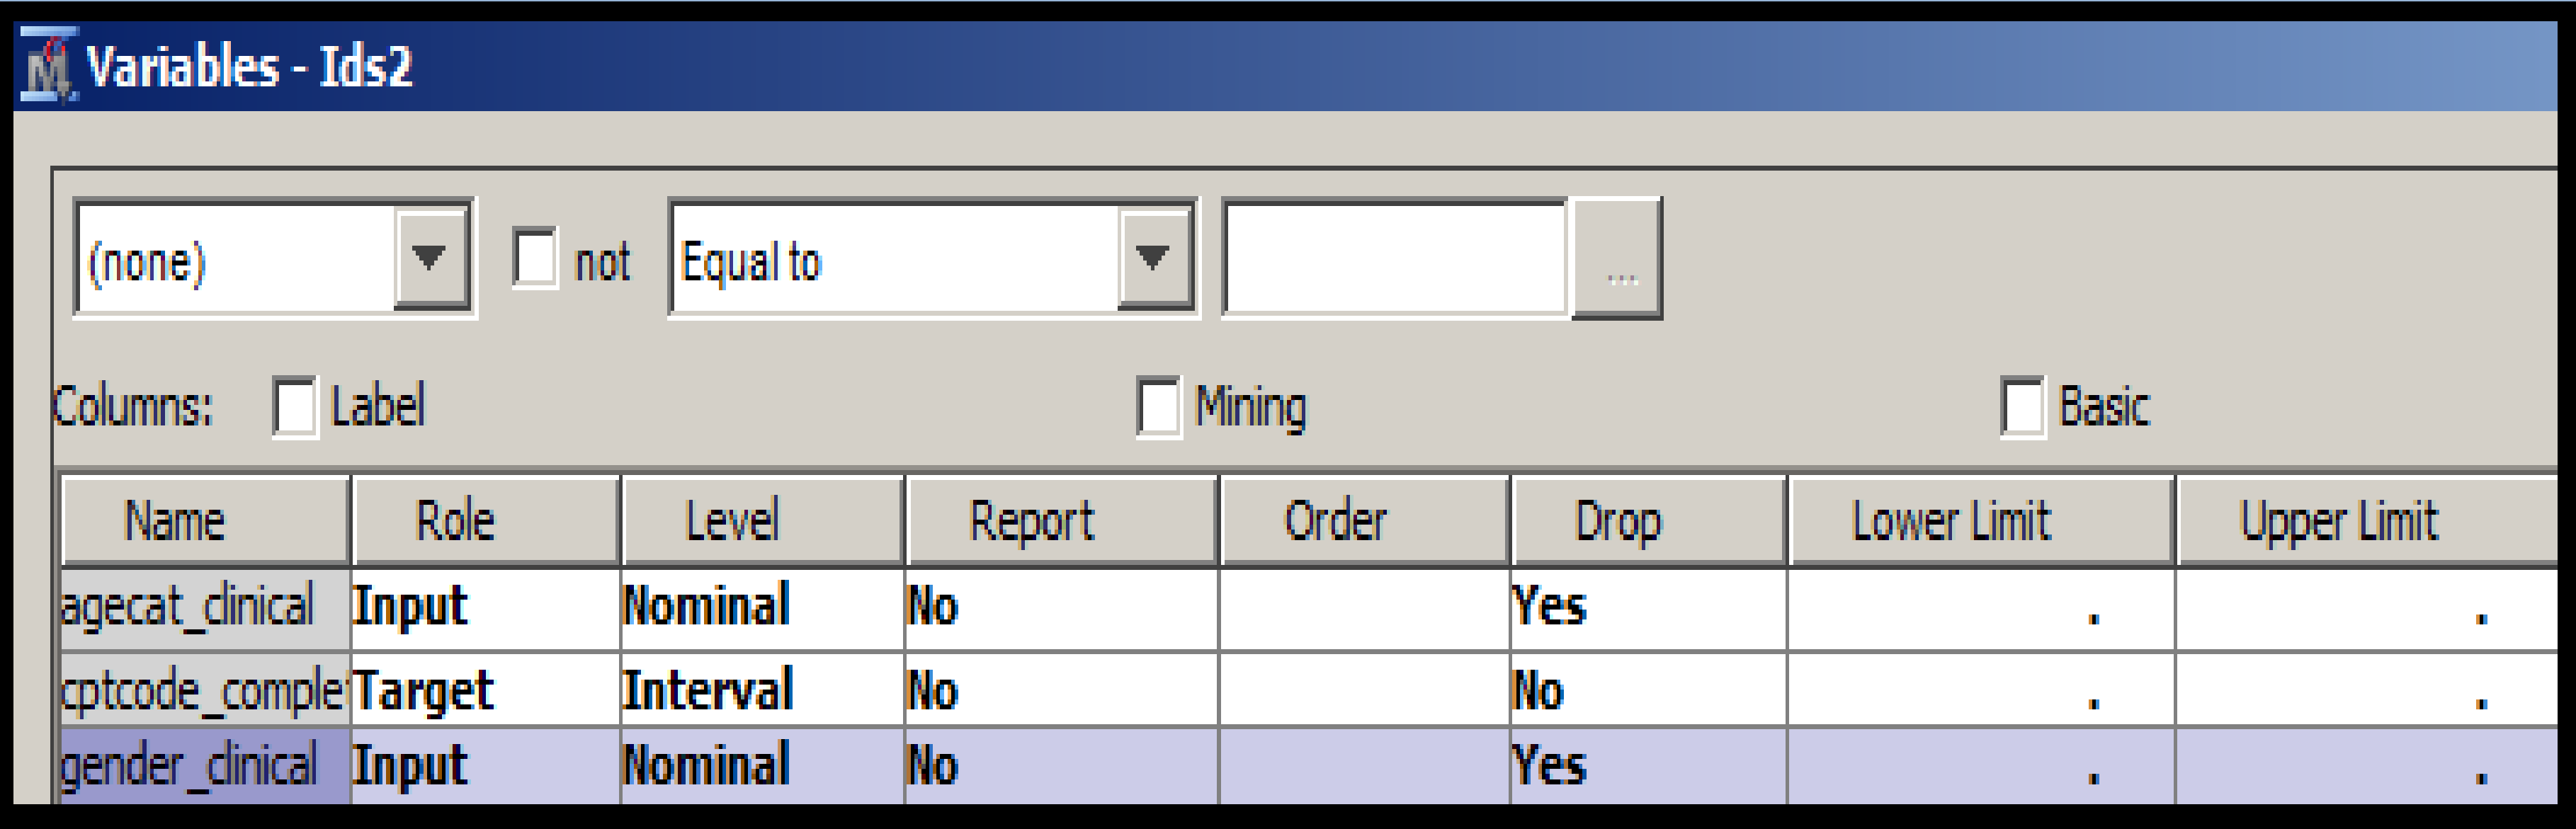 Variables - Ids2
(none) not Equal to ...
Columns: Label Mining Basic
Name Role Level Report Order Drop Lower Limit Upper Limit
agecat_clinical Input Nominal No Yes . .
cptcode_complet Target Interval No No . .
gender_clinical Input Nominal No Yes . .